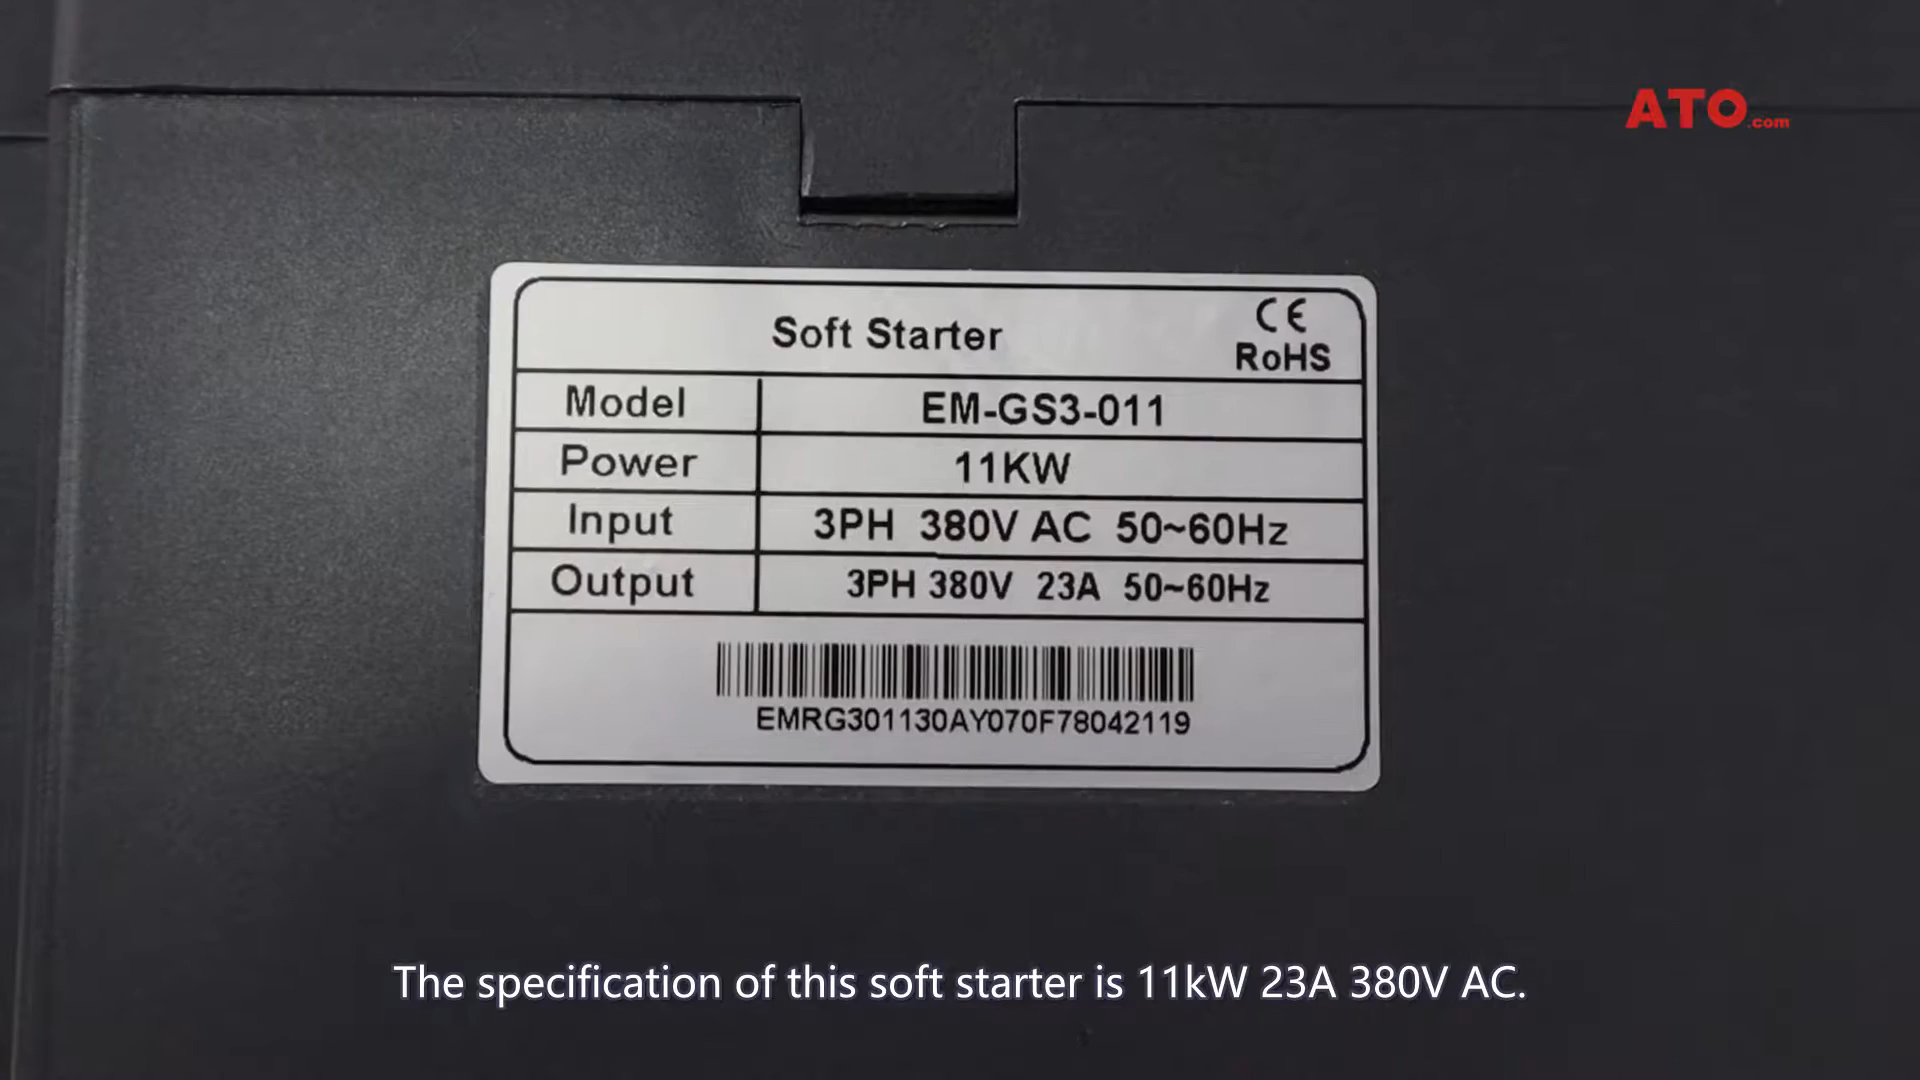 ATO.com
Soft Starter
CE
RoHS
Model EM-GS3-011
Power 11KW
Input 3PH 380V AC 50~60Hz
Output 3PH 380V 23A 50~60Hz
EMRG301130AY070F78042119
The specification of this soft starter is 11kW 23A 380V AC.